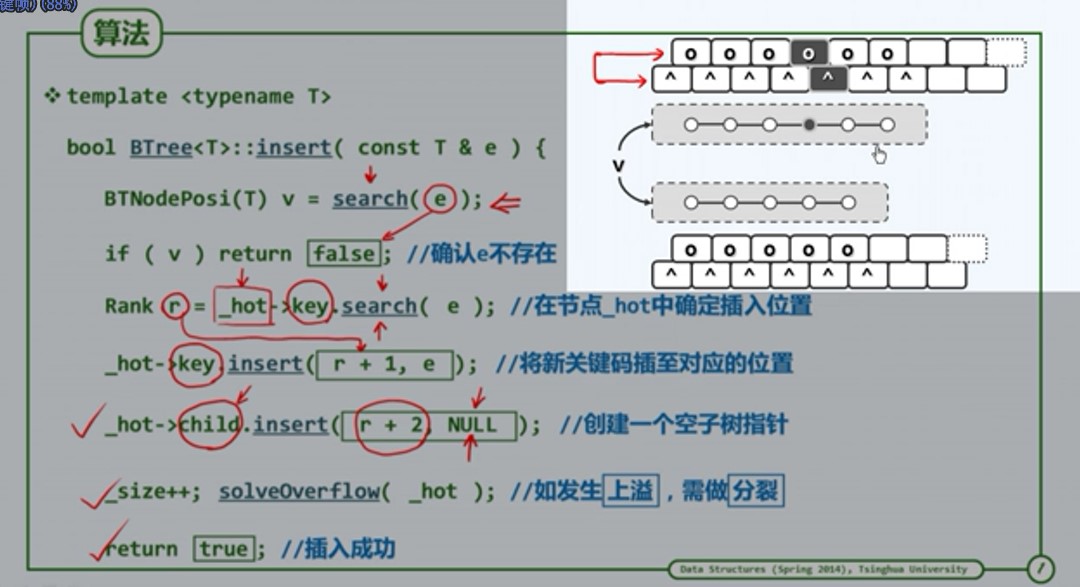 键顺)(88%)
算法
❖ template <typename T>
bool BTree<T>::insert( const T & e ) {
BTNodePosi(T) v = search( e );
if ( v ) return false; //确认e不存在
Rank r = _hot->key.search( e ); //在节点_hot中确定插入位置
_hot->key.insert( r + 1, e ); //将新关键码插至对应的位置
_hot->child.insert( r + 2, NULL ); //创建一个空子树指针
_size++; solveOverflow( _hot ); //如发生上溢，需做分裂
return true; //插入成功
o o o o o o
^ ^ ^ ^ ^ ^ ^
v
o o o o o
^ ^ ^ ^ ^ ^
Data Structures (Spring 2014), Tsinghua University